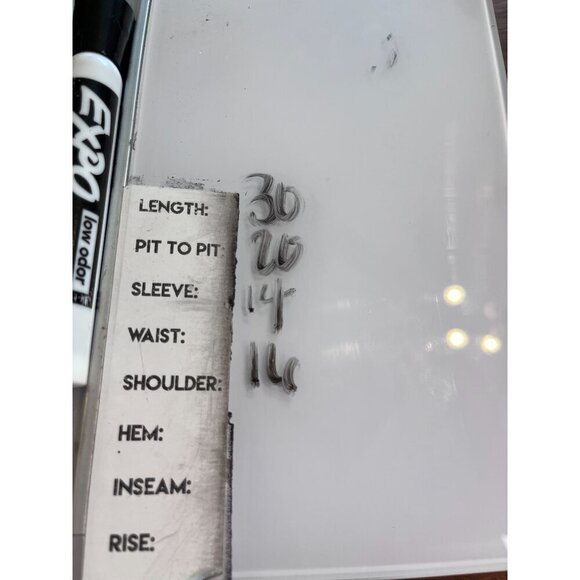 EXPO low odor
LENGTH: 30
PIT TO PIT 20
SLEEVE: 14
WAIST:
SHOULDER: 16
HEM:
INSEAM:
RISE: